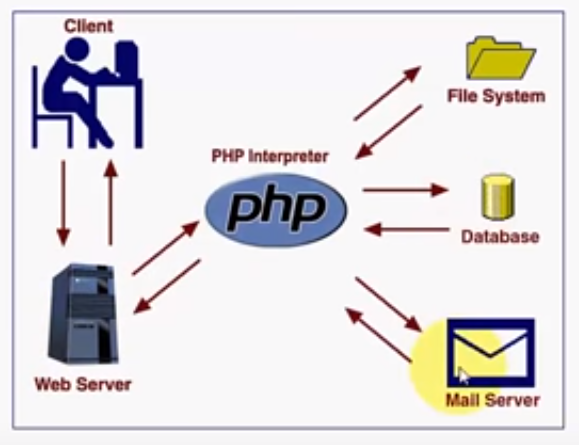 Client
File System
PHP Interpreter
php
Database
Web Server
Mail Server